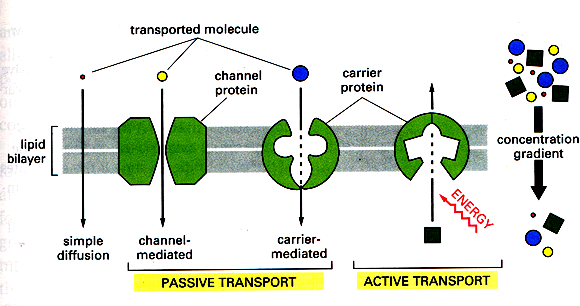 transported molecule
channel
protein
carrier
protein
lipid
bilayer
concentration
gradient
ENERGY
simple
diffusion
channel-
mediated
carrier-
mediated
PASSIVE TRANSPORT
ACTIVE TRANSPORT